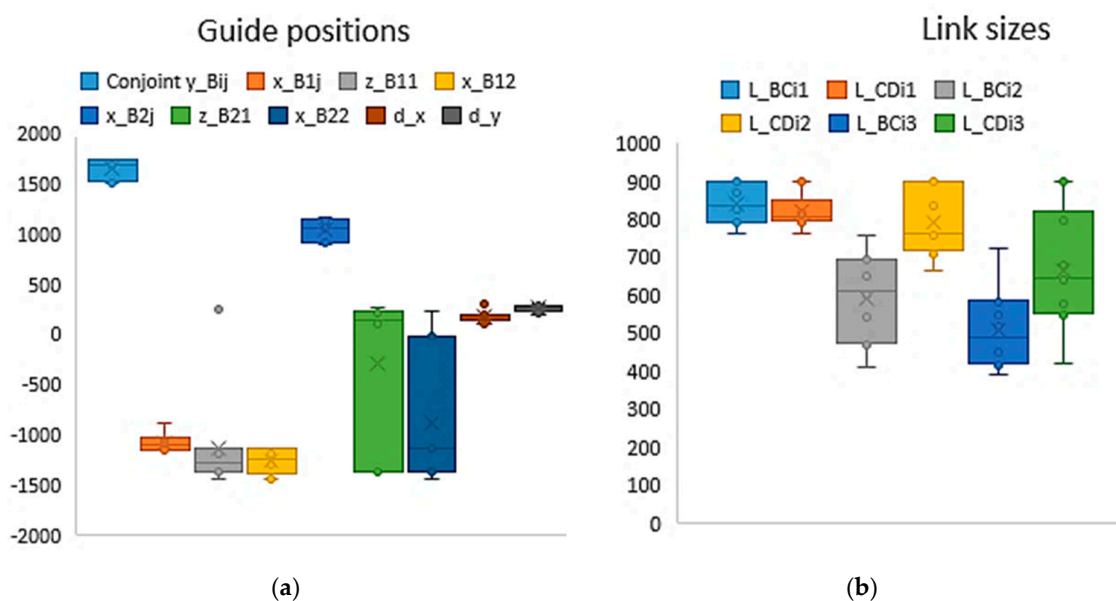 Guide positions
Conjoint y_Bij x_B1j z_B11 x_B12
x_B2j z_B21 x_B22 d_x d_y
2000
1500
1000
500
0
-500
-1000
-1500
-2000
(a)
Link sizes
L_BCi1 L_CDi1 L_BCi2
L_CDi2 L_BCi3 L_CDi3
1000
900
800
700
600
500
400
300
200
100
0
(b)